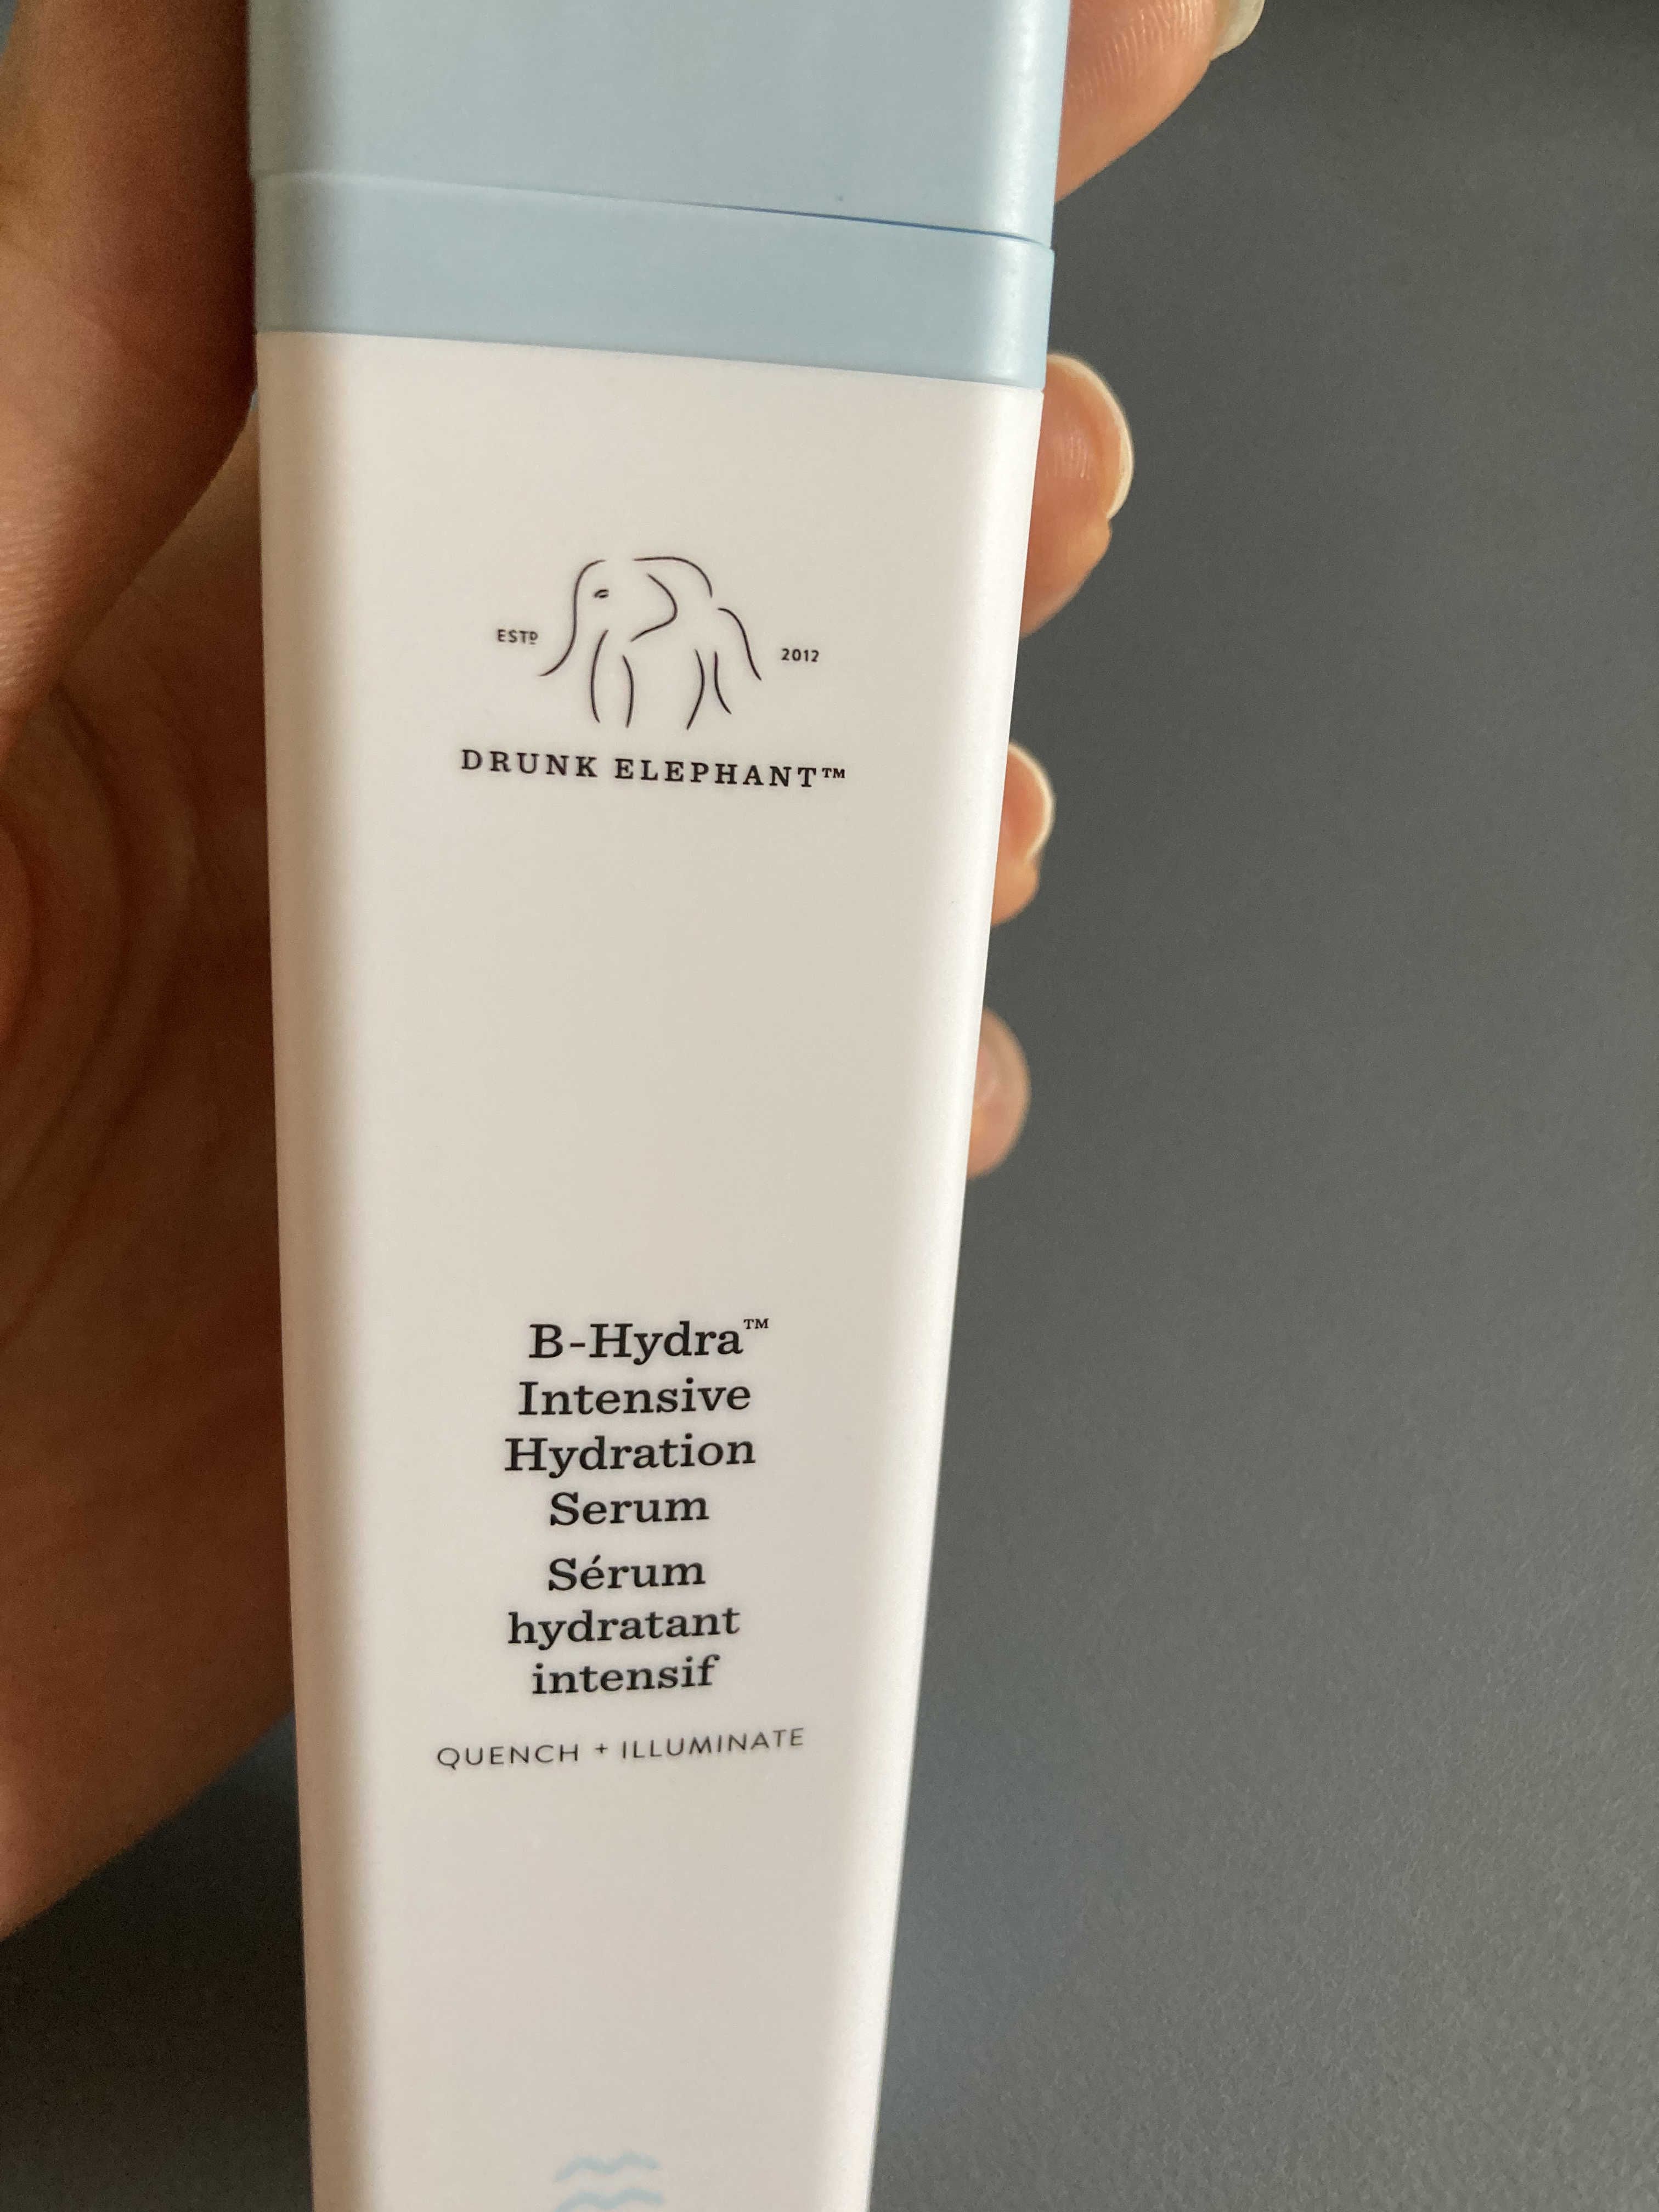 ESTD 2012
DRUNK ELEPHANT™
B-Hydra™
Intensive
Hydration
Serum
Sérum
hydratant
intensif
QUENCH + ILLUMINATE